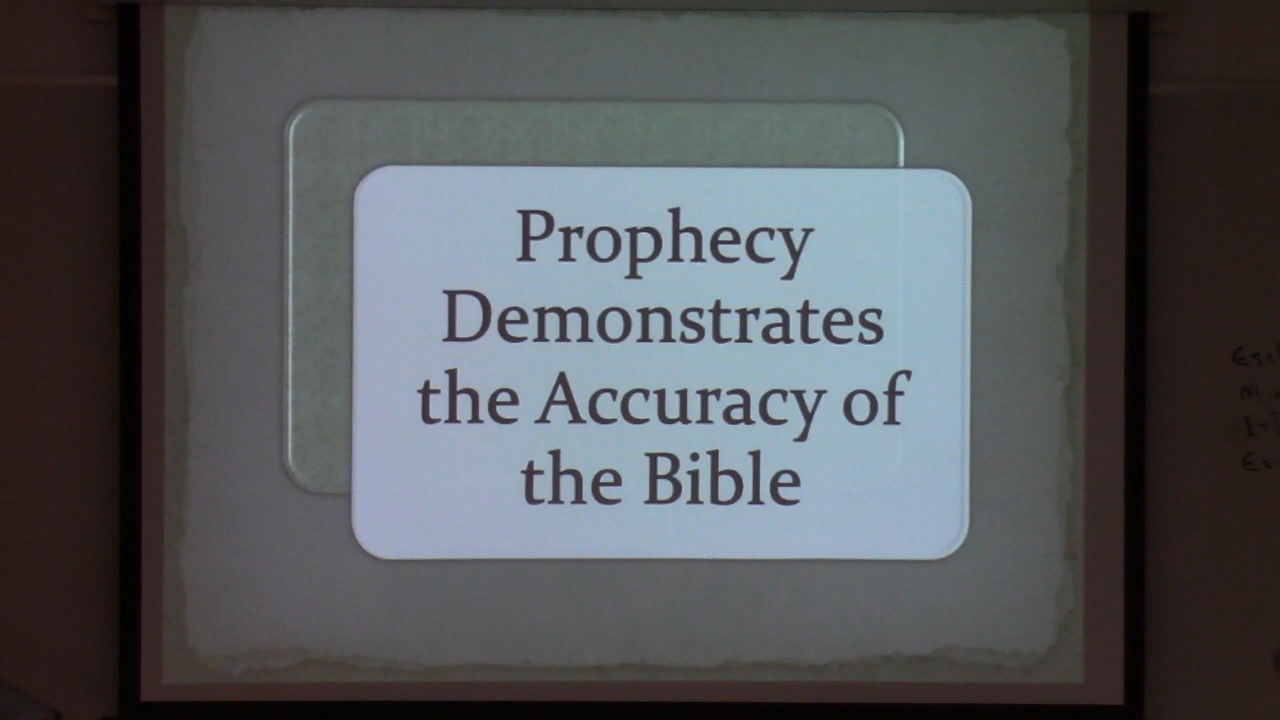 Prophecy
Demonstrates
the Accuracy of
the Bible